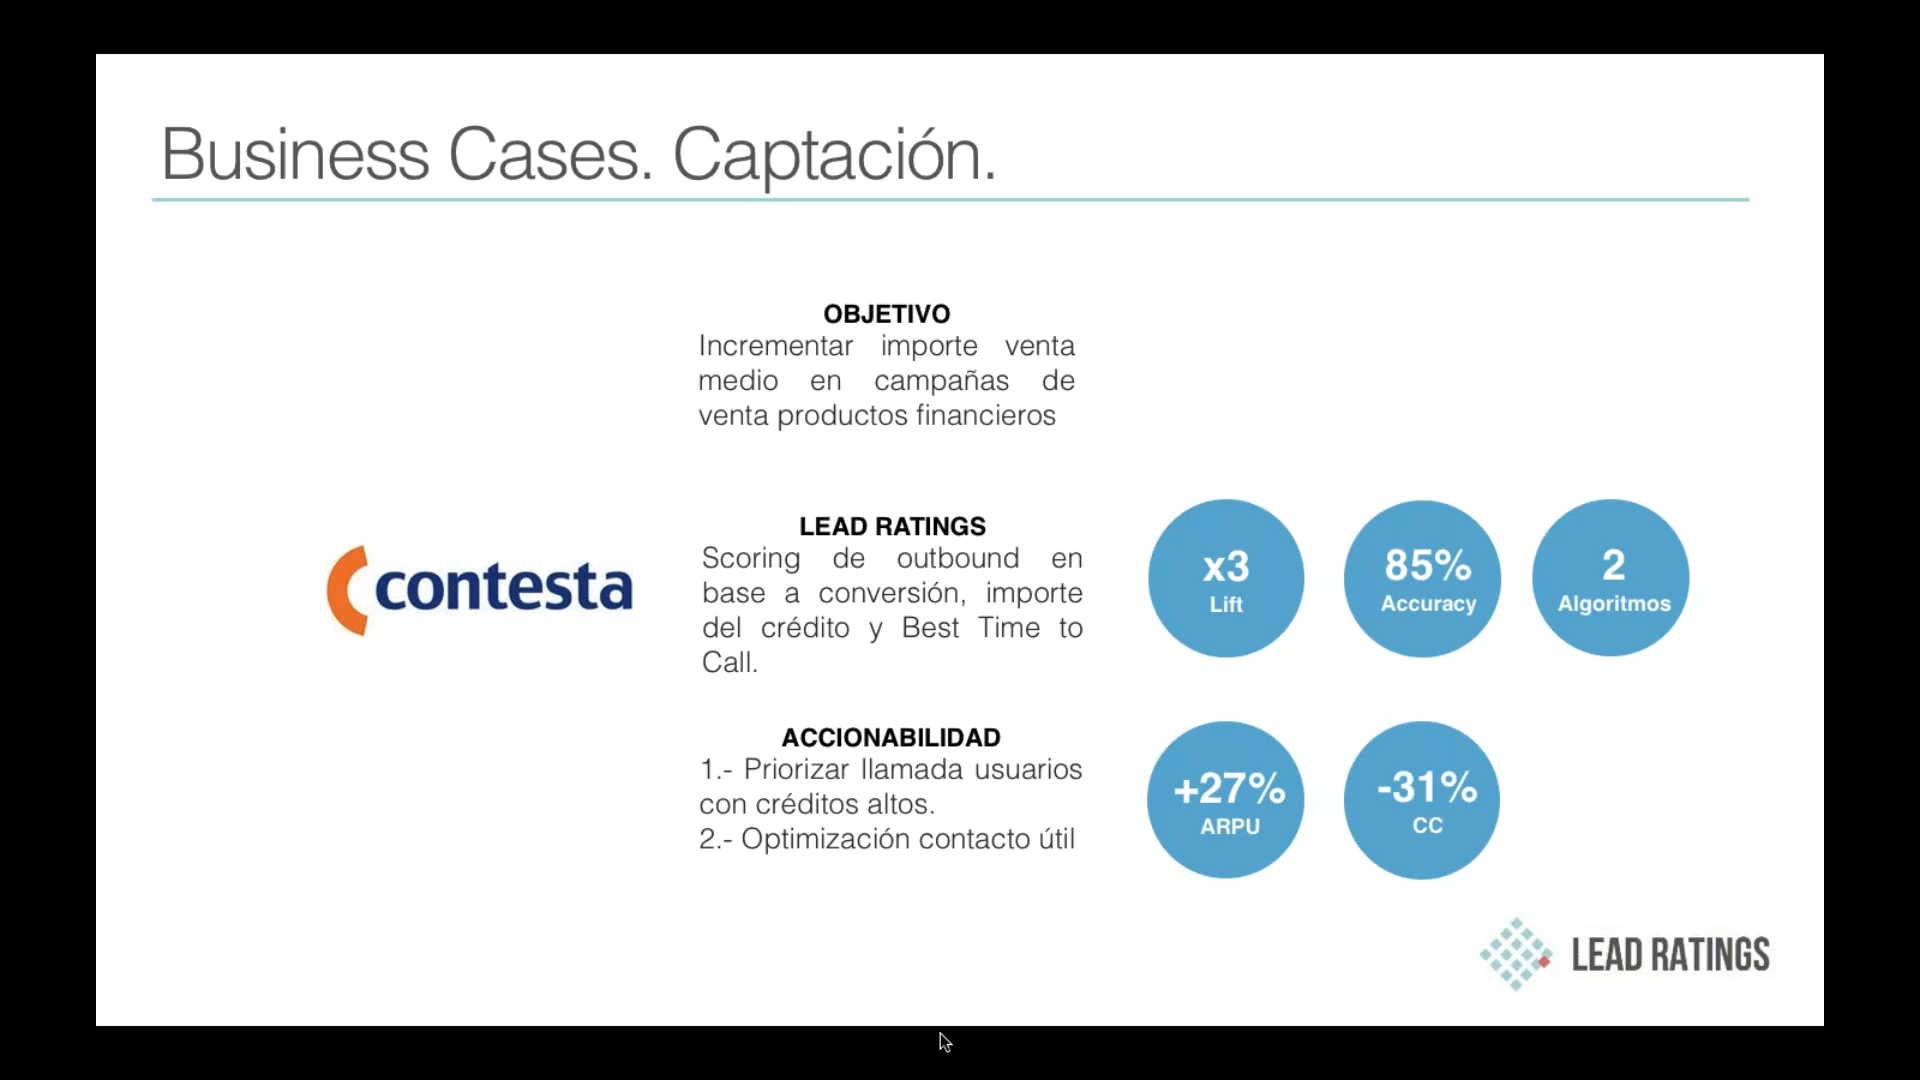 Business Cases. Captación.
OBJETIVO
Incrementar importe venta
medio en campañas de
venta productos financieros
contesta
LEAD RATINGS
Scoring de outbound en
base a conversión, importe
del crédito y Best Time to
Call.
x3
Lift
85%
Accuracy
2
Algoritmos
ACCIONABILIDAD
1.- Priorizar llamada usuarios
con créditos altos.
2.- Optimización contacto útil
+27%
ARPU
-31%
CC
LEAD RATINGS